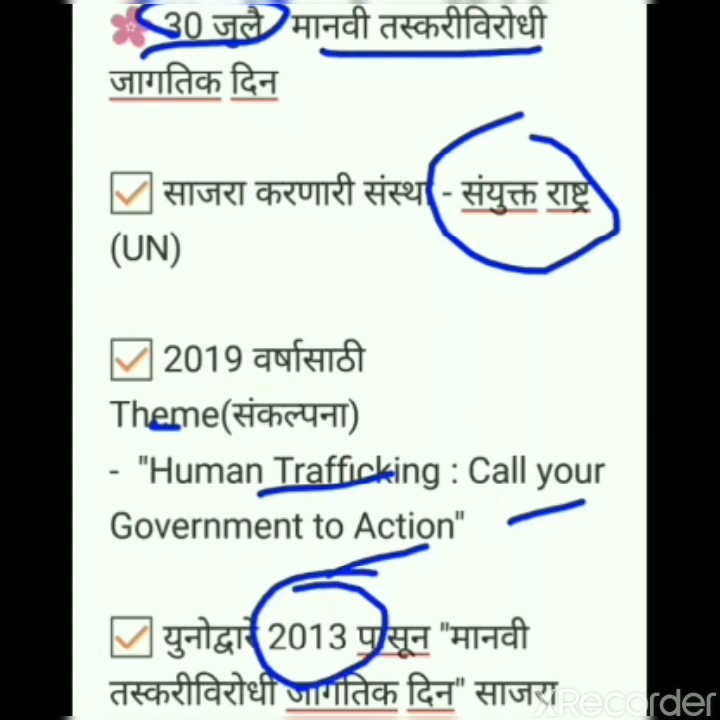 30 जुलै मानवी तस्करीविरोधी
जागतिक दिन
साजरा करणारी संस्था - संयुक्त राष्ट्र
(UN)
2019 वर्षासाठी
Theme(संकल्पना)
- "Human Trafficking : Call your
Government to Action"
युनोद्वारे 2013 पासून "मानवी
तस्करीविरोधी जागतिक दिन" साजरा
XRecorder